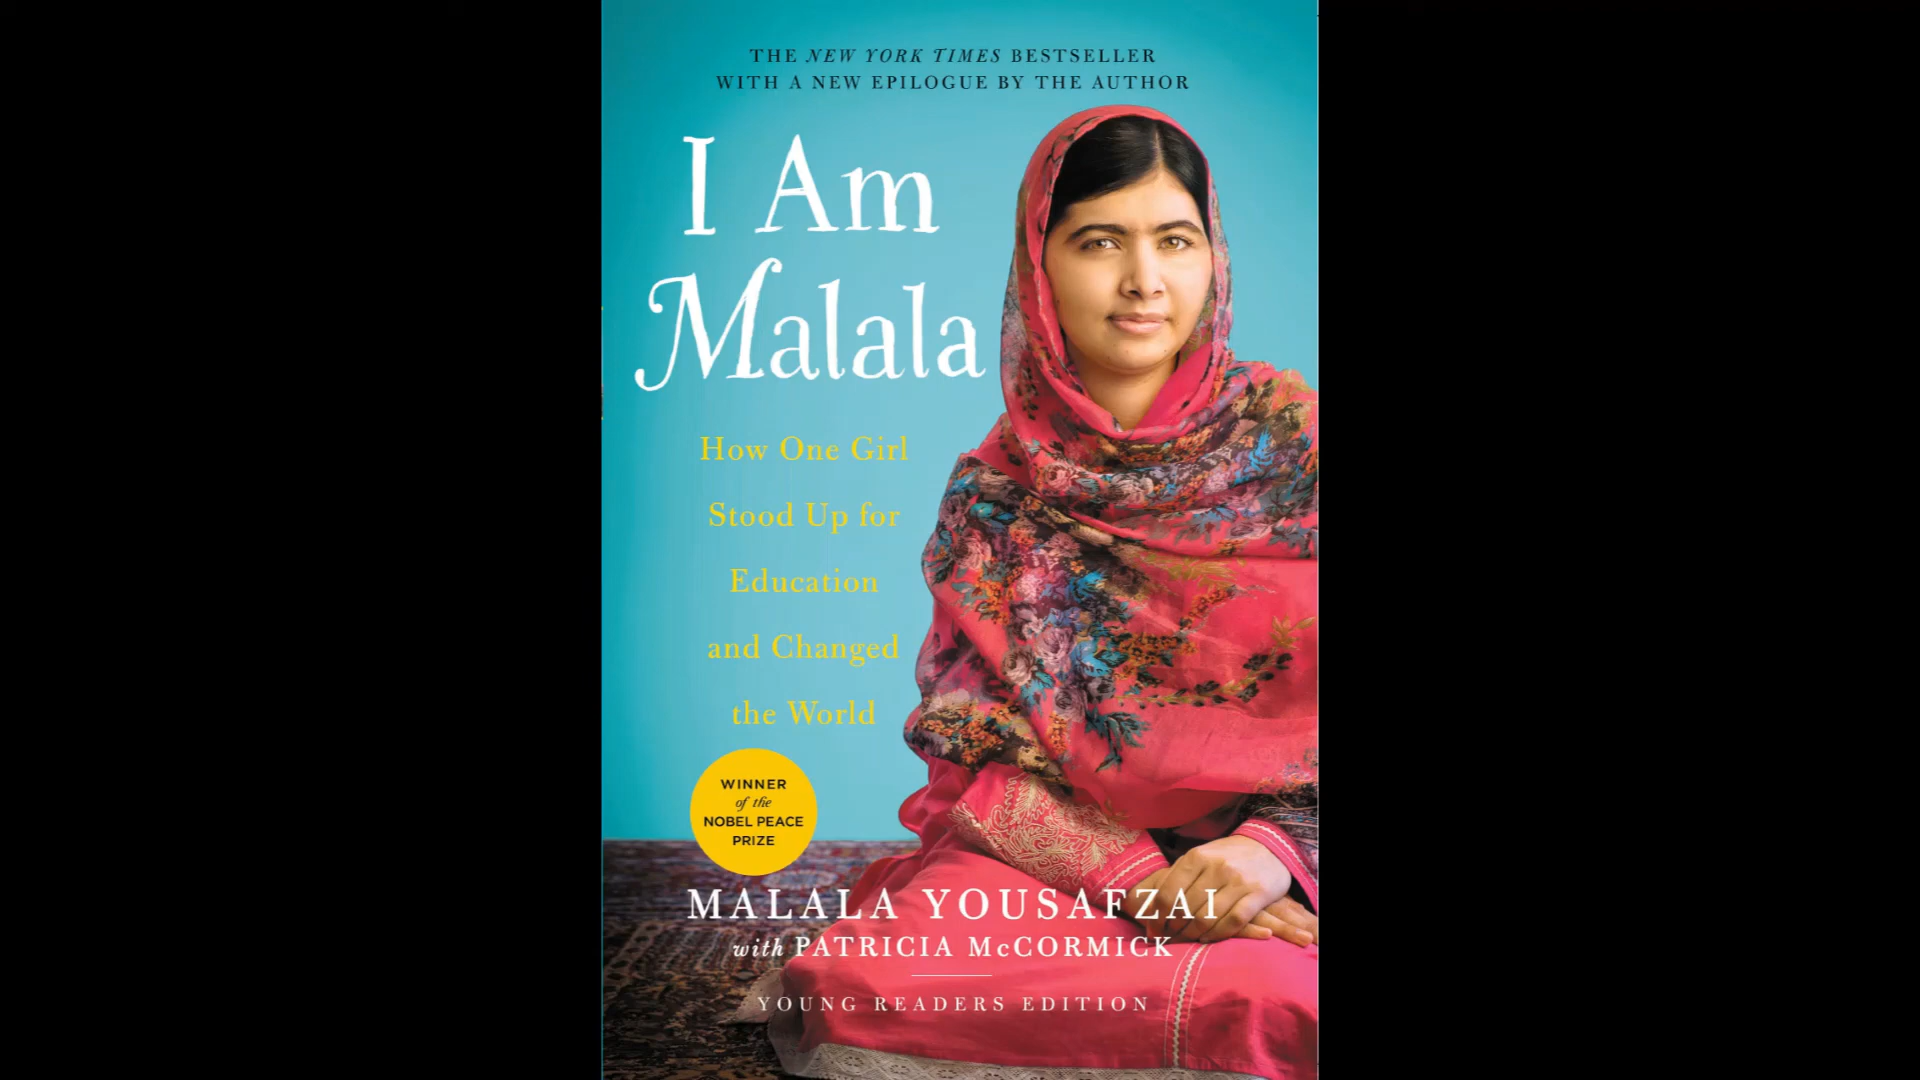 THE NEW YORK TIMES BESTSELLER
WITH A NEW EPILOGUE BY THE AUTHOR
I Am
Malala
How One Girl
Stood Up for
Education
and Changed
the World
WINNER
of the
NOBEL PEACE
PRIZE
MALALA YOUSAFZAI
with PATRICIA McCORMICK
YOUNG READERS EDITION